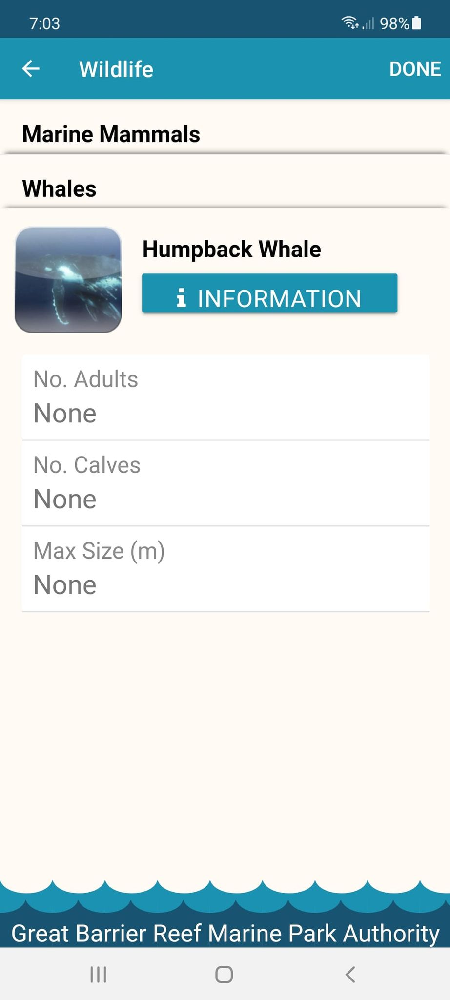 7:03
98%
Wildlife
DONE
Marine Mammals
Whales
Humpback Whale
INFORMATION
No. Adults
None
No. Calves
None
Max Size (m)
None
Great Barrier Reef Marine Park Authority